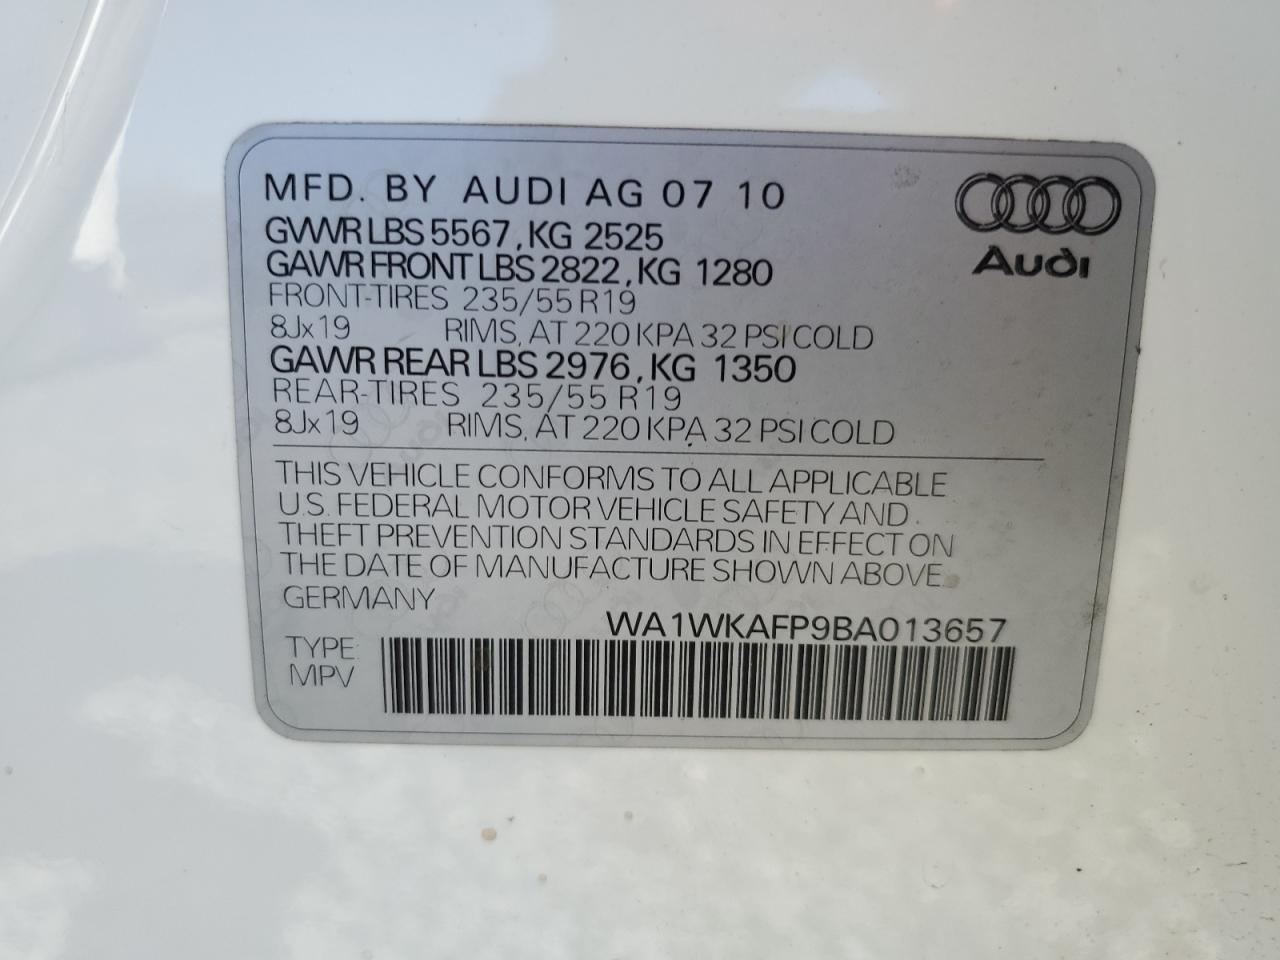 MFD. BY AUDI AG 07 10
GVWR LBS 5567, KG 2525
GAWR FRONT LBS 2822, KG 1280
FRONT-TIRES 235/55 R19
8Jx19 RIMS, AT 220 KPA 32 PSI COLD
GAWR REAR LBS 2976, KG 1350
REAR-TIRES 235/55 R19
8Jx19 RIMS, AT 220 KPA 32 PSI COLD
Audi
THIS VEHICLE CONFORMS TO ALL APPLICABLE
U.S. FEDERAL MOTOR VEHICLE SAFETY AND
THEFT PREVENTION STANDARDS IN EFFECT ON
THE DATE OF MANUFACTURE SHOWN ABOVE.
GERMANY
WA1WKAFP9BA013657
TYPE:
MPV